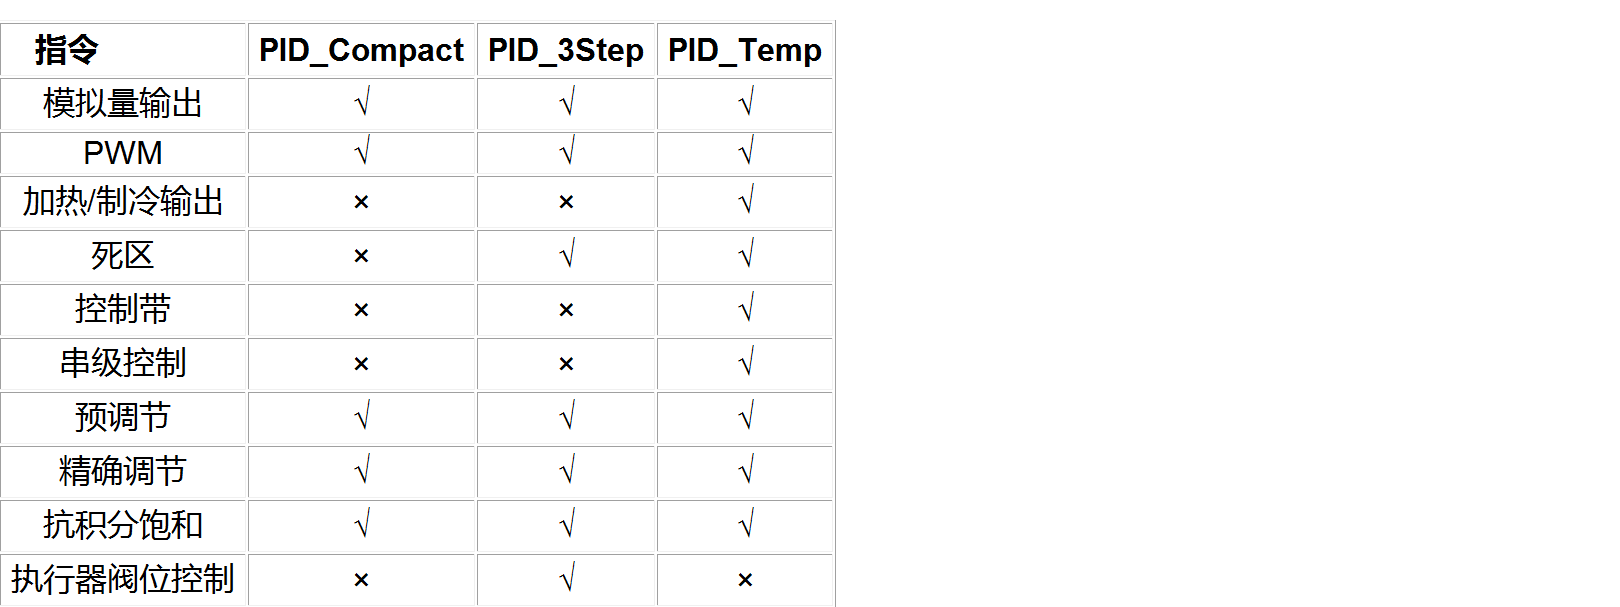 指令 PID_Compact PID_3Step PID_Temp
模拟量输出 √ √ √
PWM √ √ √
加热/制冷输出 × × √
死区 × √ √
控制带 × × √
串级控制 × × √
预调节 √ √ √
精确调节 √ √ √
抗积分饱和 √ √ √
执行器阀位控制 × √ ×